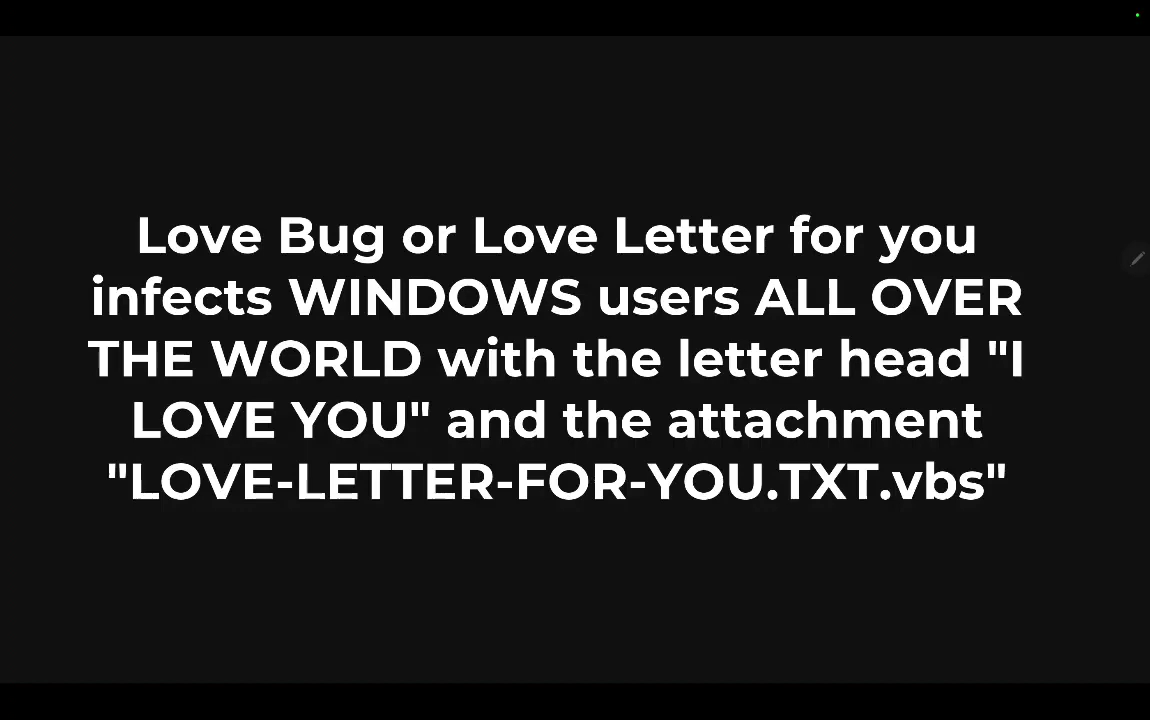 Love Bug or Love Letter for you
infects WINDOWS users ALL OVER
THE WORLD with the letter head "I
LOVE YOU" and the attachment
"LOVE-LETTER-FOR-YOU.TXT.vbs"